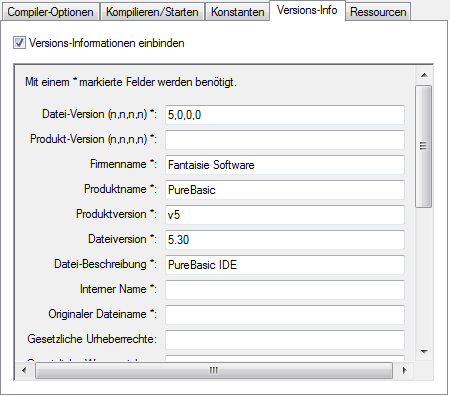 Compiler-Optionen Kompilieren/Starten Konstanten Versions-Info Ressourcen
Versions-Informationen einbinden
Mit einem * markierte Felder werden benötigt.
Datei-Version (n,n,n,n) *: 5,0,0,0
Produkt-Version (n,n,n,n) *:
Firmenname *: Fantaisie Software
Produktname *: PureBasic
Produktversion *: v5
Dateiversion *: 5.30
Datei-Beschreibung *: PureBasic IDE
Interner Name *:
Originaler Dateiname *:
Gesetzliche Urheberrechte: